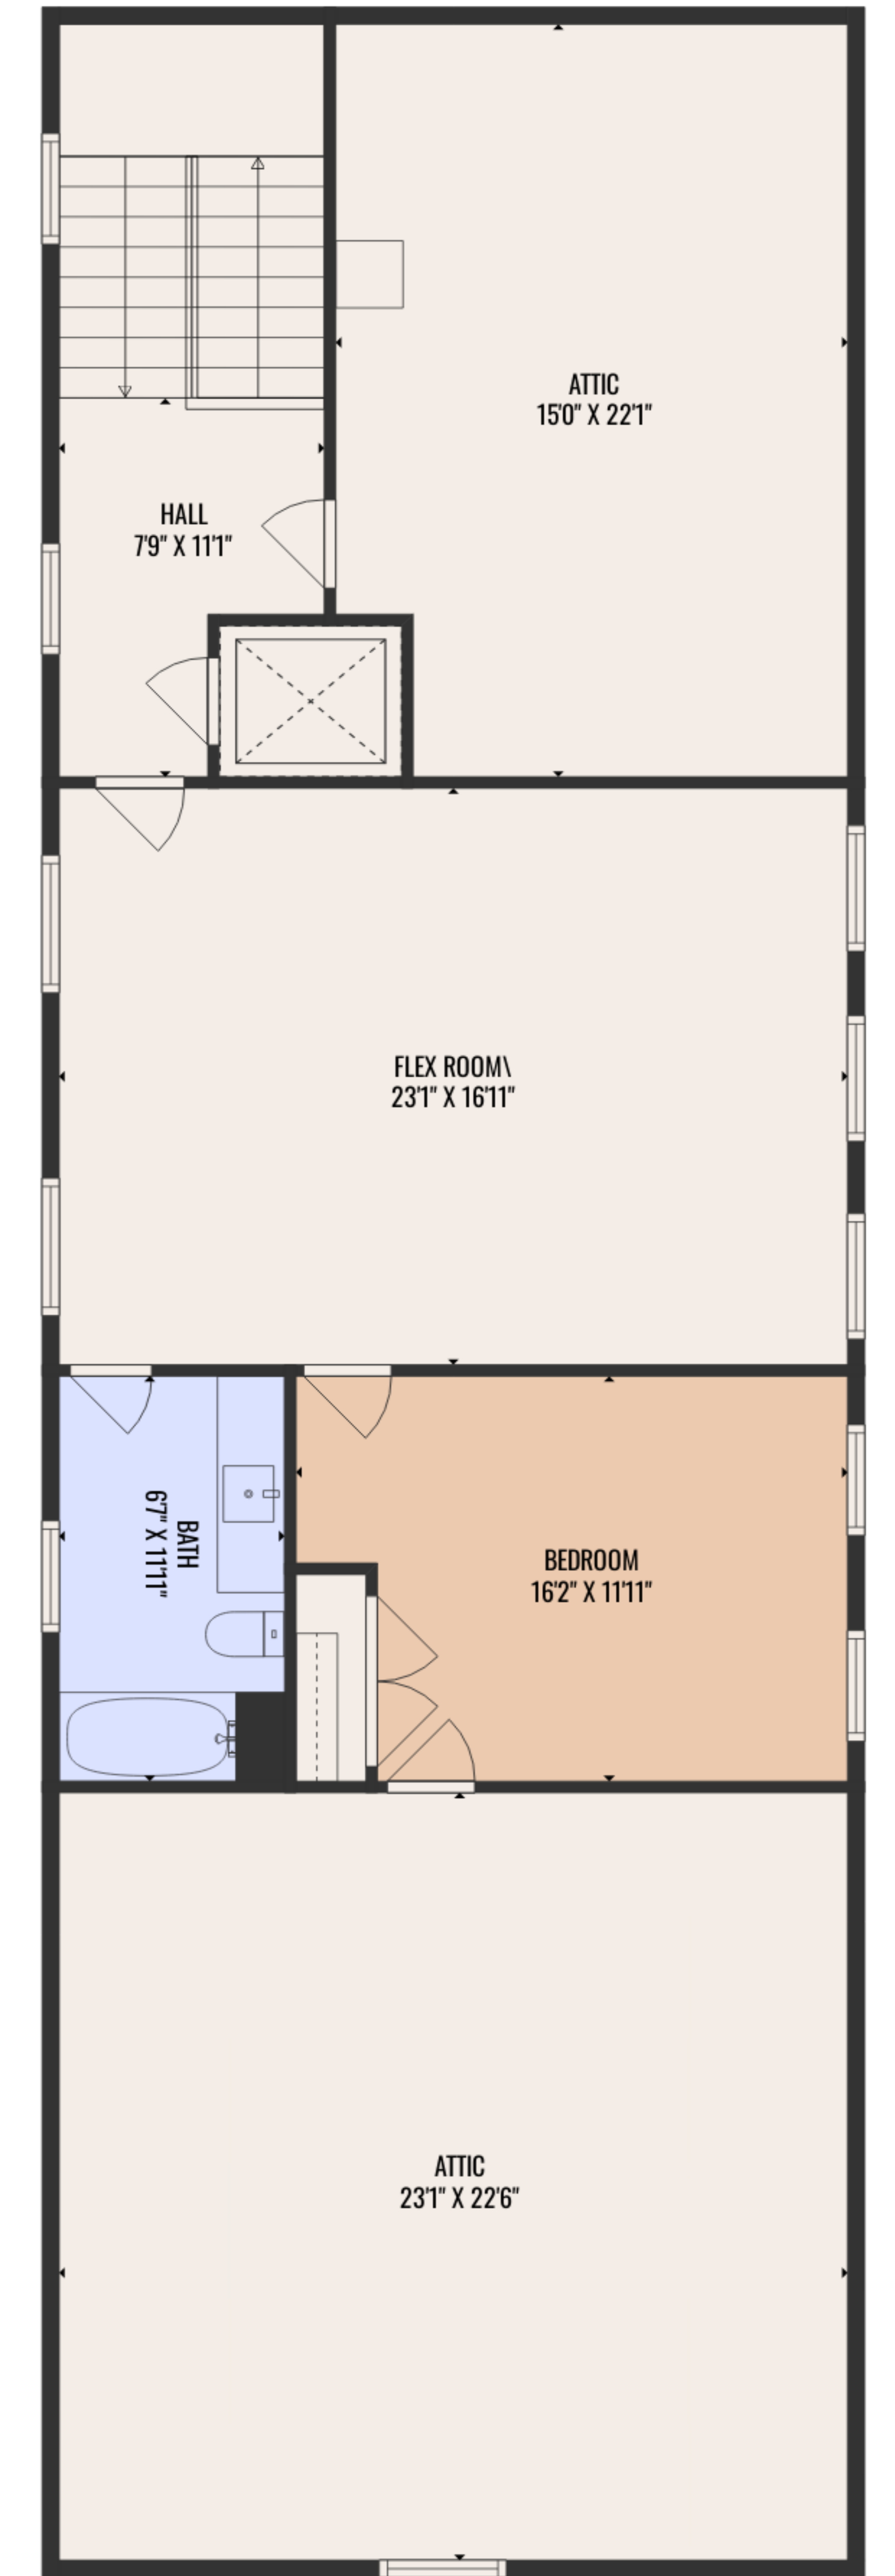 ATTIC
15'0" X 22'1"
HALL
7'9" X 11'1"
FLEX ROOM\
23'1" X 16'11"
BATH
6'7" X 11'11"
BEDROOM
16'2" X 11'11"
ATTIC
23'1" X 22'6"